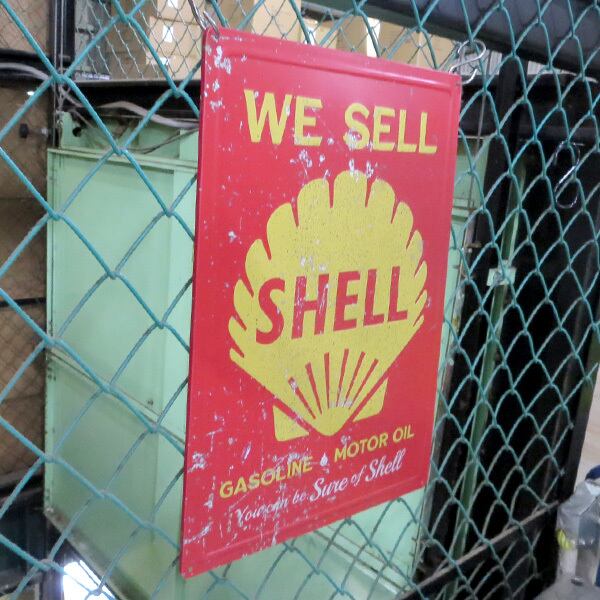 WE SELL
SHELL
GASOLINE MOTOR OIL
You can be Sure of Shell